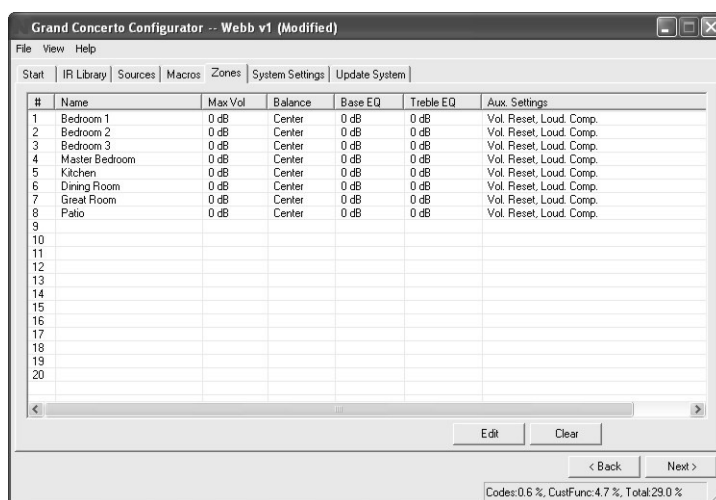 Grand Concerto Configurator -- Webb v1 (Modified)
File View Help
Start IR Library Sources Macros Zones System Settings Update System
# Name Max Vol Balance Base EQ Treble EQ Aux. Settings
1 Bedroom 1 0 dB Center 0 dB 0 dB Vol. Reset, Loud. Comp.
2 Bedroom 2 0 dB Center 0 dB 0 dB Vol. Reset, Loud. Comp.
3 Bedroom 3 0 dB Center 0 dB 0 dB Vol. Reset, Loud. Comp.
4 Master Bedroom 0 dB Center 0 dB 0 dB Vol. Reset, Loud. Comp.
5 Kitchen 0 dB Center 0 dB 0 dB Vol. Reset, Loud. Comp.
6 Dining Room 0 dB Center 0 dB 0 dB Vol. Reset, Loud. Comp.
7 Great Room 0 dB Center 0 dB 0 dB Vol. Reset, Loud. Comp.
8 Patio 0 dB Center 0 dB 0 dB Vol. Reset, Loud. Comp.
9
10
11
12
13
14
15
16
17
18
19
20
Edit Clear
< Back Next >
Codes:0.6 %, CustFunc:4.7 %, Total:29.0 %